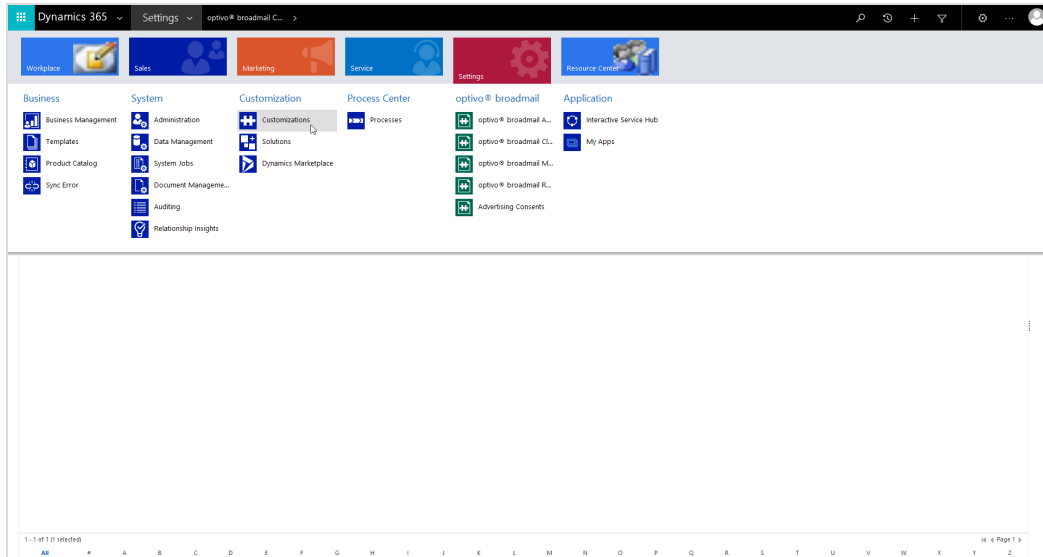 Dynamics 365 Settings optivo® broadmail C...
Workplace Sales Marketing Service Settings Resource Center
Business
Business Management
Templates
Product Catalog
Sync Error
System
Administration
Data Management
System Jobs
Document Manageme...
Auditing
Relationship Insights
Customization
Customizations
Solutions
Dynamics Marketplace
Process Center
Processes
optivo® broadmail
optivo® broadmail A...
optivo® broadmail Cl...
optivo® broadmail M...
optivo® broadmail R...
Advertising Consents
Application
Interactive Service Hub
My Apps
1 - 1 of 1 (1 selected) Page 1
All # A B C D E F G H I J K L M N O P Q R S T U V W X Y Z